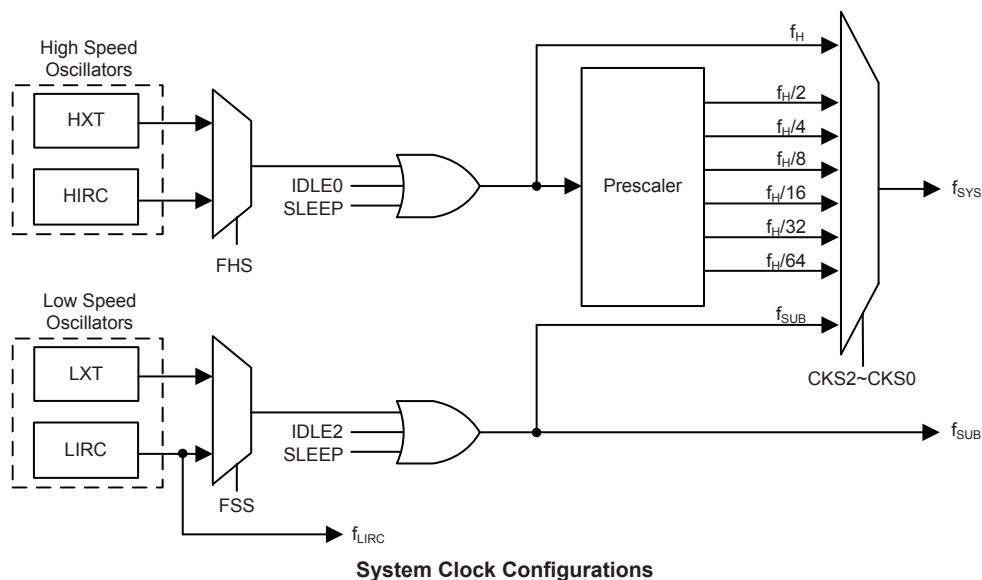 High Speed
Oscillators
HXT
HIRC
FHS
IDLE0
SLEEP
Prescaler
fH
fH/2
fH/4
fH/8
fH/16
fH/32
fH/64
fSUB
fSYS
CKS2~CKS0
Low Speed
Oscillators
LXT
LIRC
FSS
IDLE2
SLEEP
fSUB
fLIRC
System Clock Configurations